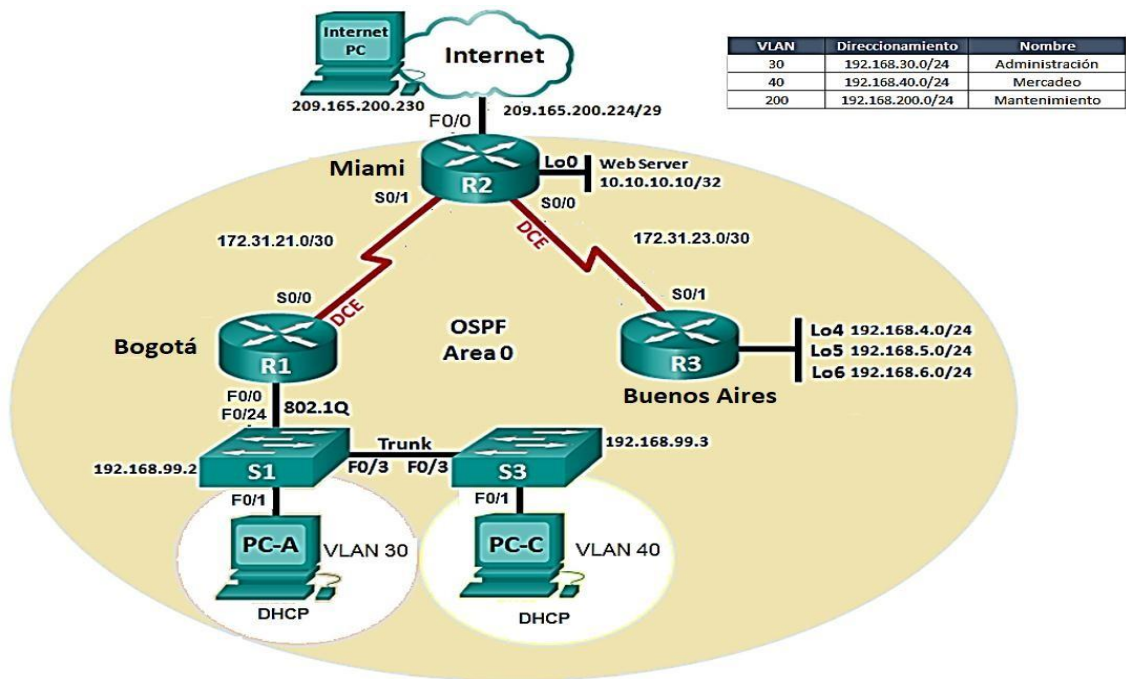 Internet
PC
Internet
209.165.200.230
209.165.200.224/29
F0/0
VLAN Direccionamiento Nombre
30 192.168.30.0/24 Administración
40 192.168.40.0/24 Mercadeo
200 192.168.200.0/24 Mantenimiento
Miami
R2
Lo0
Web Server
10.10.10.10/32
S0/1
S0/0
DCE
172.31.21.0/30
172.31.23.0/30
S0/0
DCE
S0/1
Bogotá
R1
OSPF
Area 0
R3
Buenos Aires
Lo4 192.168.4.0/24
Lo5 192.168.5.0/24
Lo6 192.168.6.0/24
F0/0
F0/24
802.1Q
192.168.99.2
S1
Trunk
F0/3 F0/3
S3
192.168.99.3
F0/1
F0/1
PC-A
VLAN 30
PC-C
VLAN 40
DHCP
DHCP